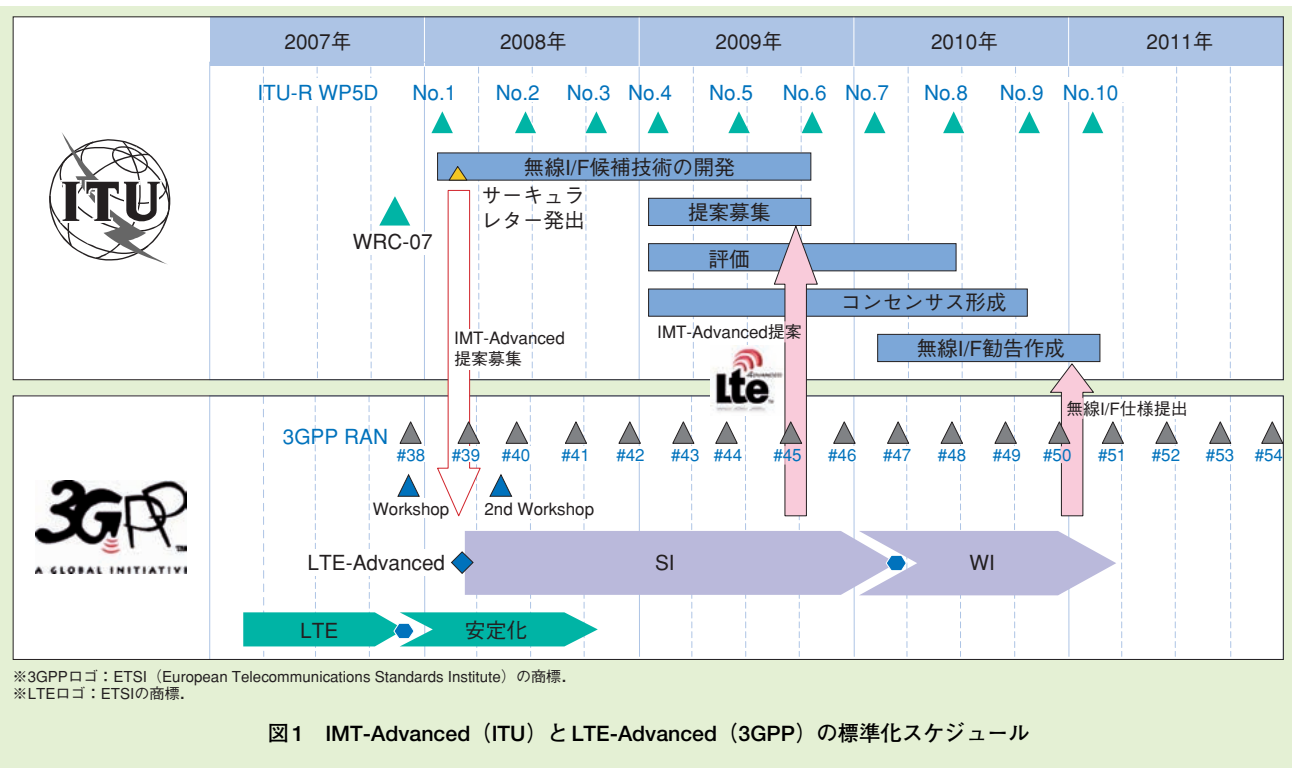 2007年 2008年 2009年 2010年 2011年
ITU-R WP5D No.1 No.2 No.3 No.4 No.5 No.6 No.7 No.8 No.9 No.10
無線I/F候補技術の開発
サーキュラ
レター発出
提案募集
WRC-07
評価
コンセンサス形成
IMT-Advanced
提案募集
IMT-Advanced提案
無線I/F勧告作成
ITU
LTE
ADVANCED
無線I/F仕様提出
3GPP RAN
#38 #39 #40 #41 #42 #43 #44 #45 #46 #47 #48 #49 #50 #51 #52 #53 #54
Workshop 2nd Workshop
3GPP
TM
A GLOBAL INITIATIVE
LTE-Advanced SI WI
LTE 安定化
※3GPPロゴ：ETSI（European Telecommunications Standards Institute）の商標．
※LTEロゴ：ETSIの商標．
図1 IMT-Advanced（ITU）とLTE-Advanced（3GPP）の標準化スケジュール